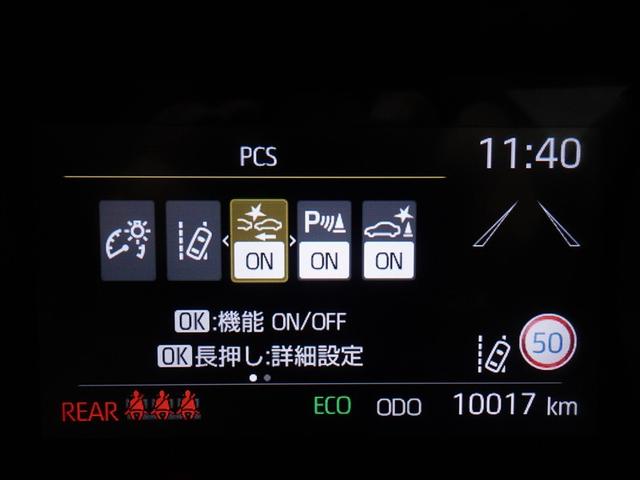 PCS 11:40
P
ON ON ON
OK:機能 ON/OFF
OK長押し:詳細設定
50
REAR ECO ODO 10017 km